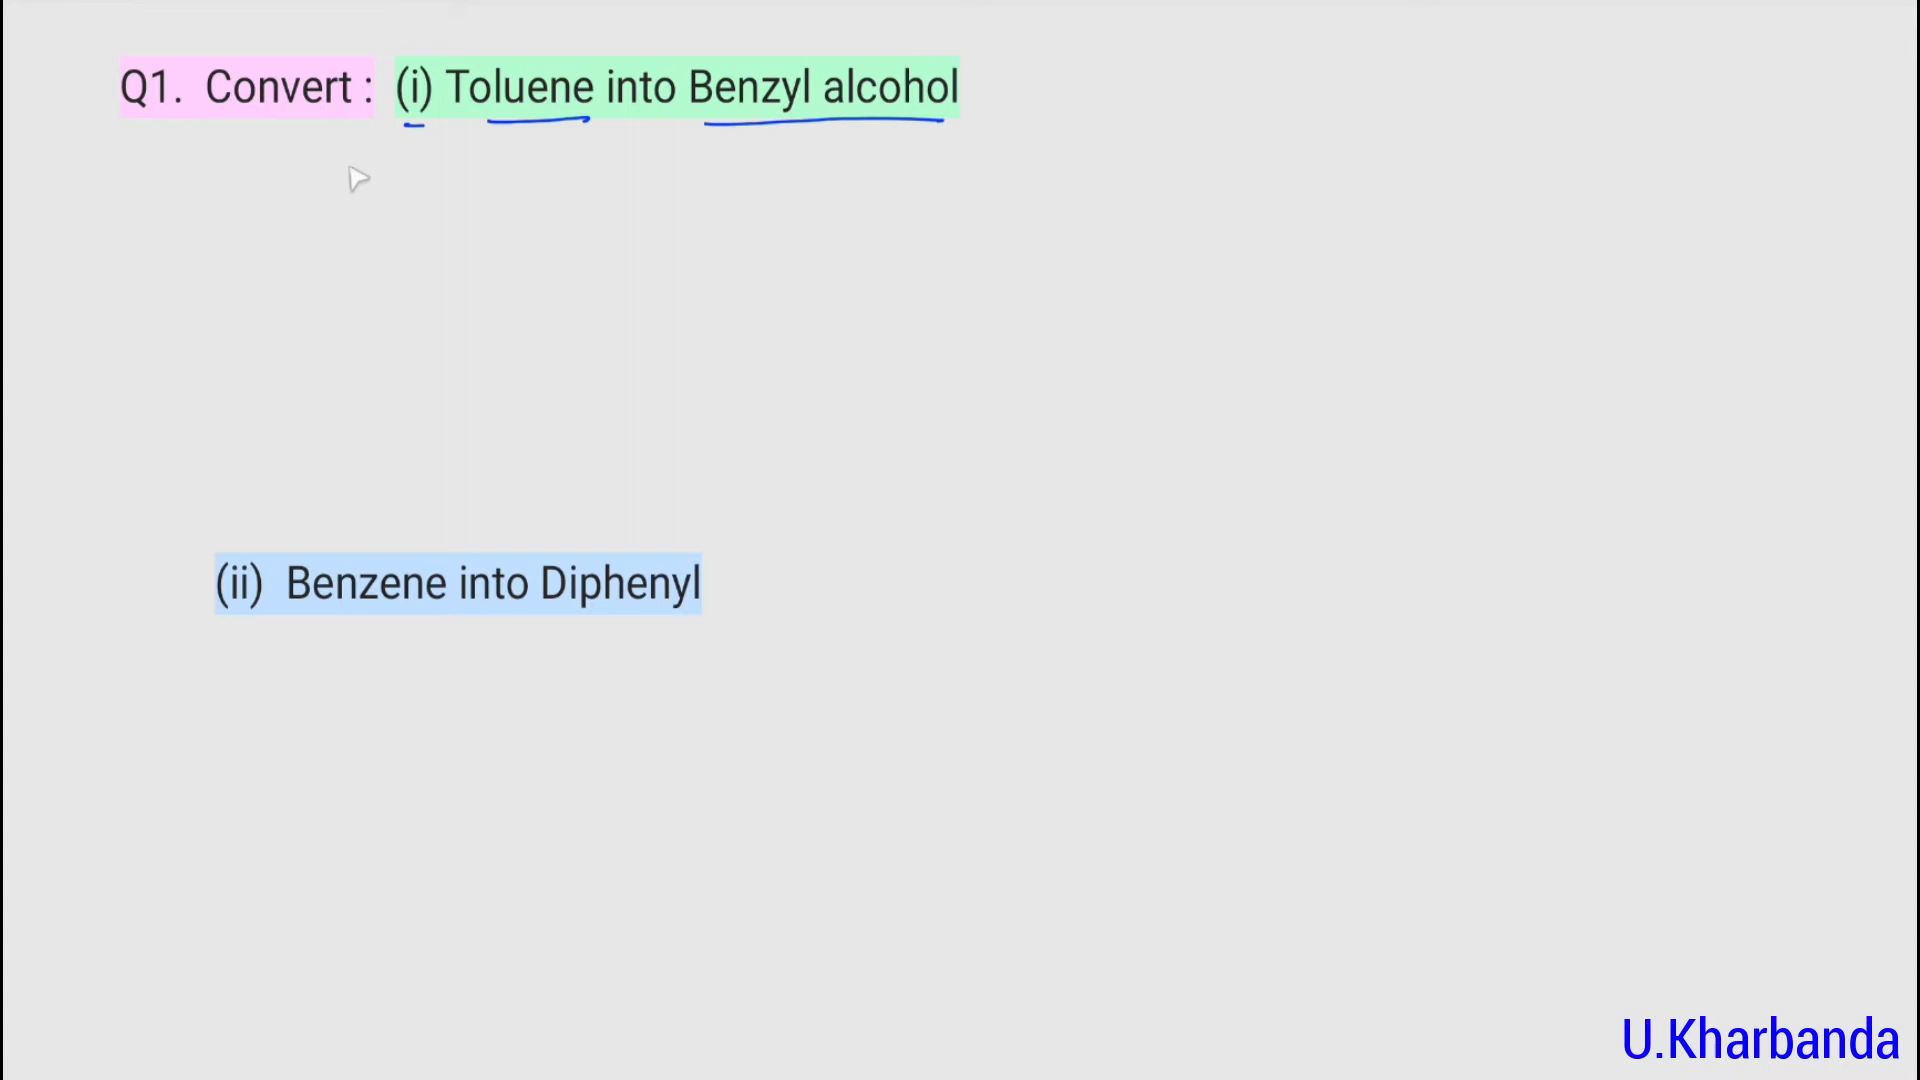 Q1. Convert : (i) Toluene into Benzyl alcohol
(ii) Benzene into Diphenyl
U.Kharbanda